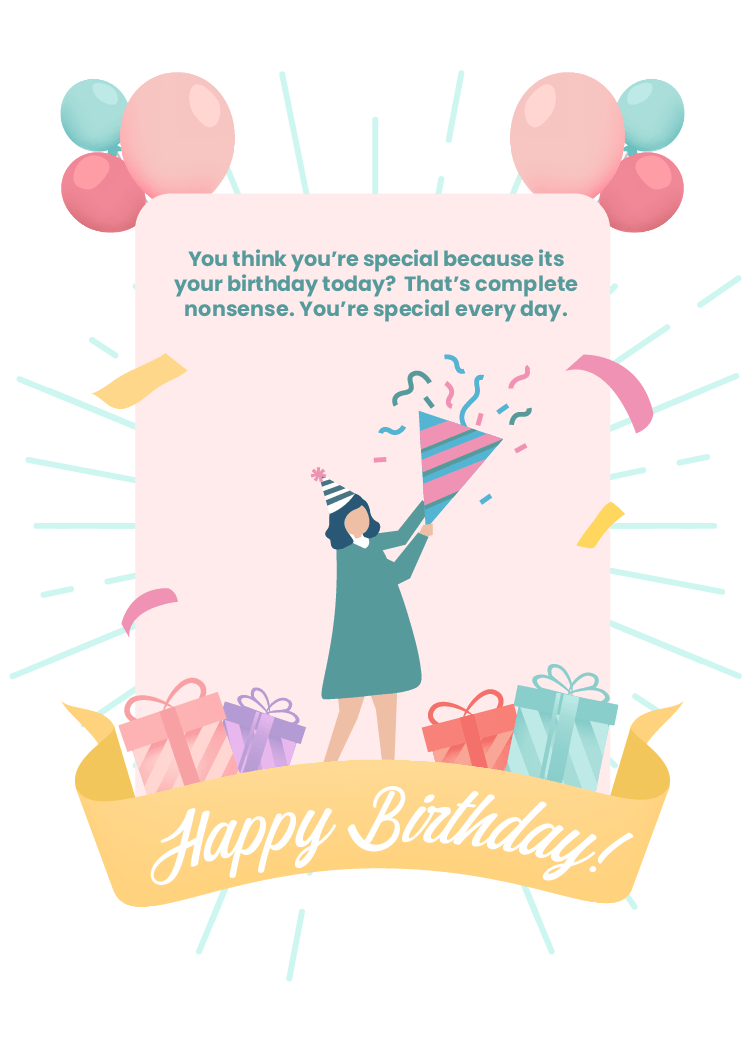 You think you’re special because its
your birthday today?  That’s complete
nonsense. You’re special every day.
Happy Birthday!